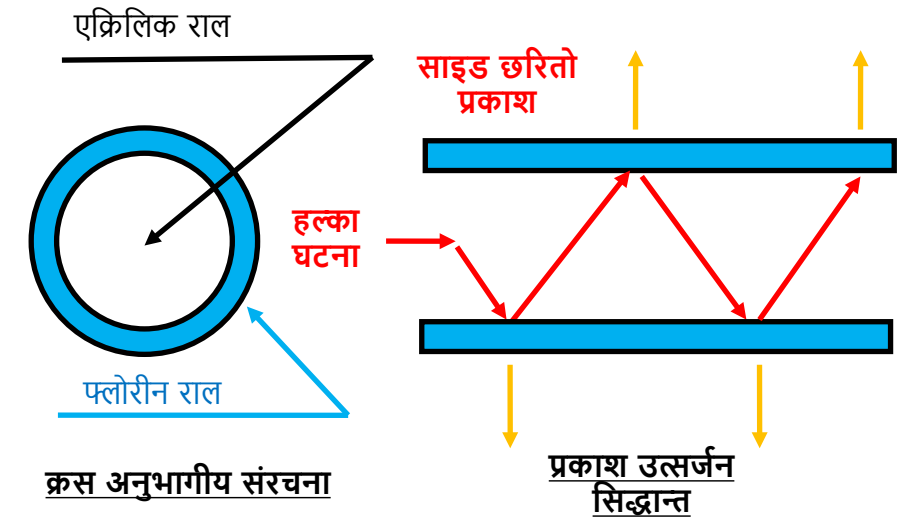 एक्रिलिक राल
साइड छरितो
प्रकाश
हल्का
घटना
फ्लोरीन राल
क्रस अनुभागीय संरचना
प्रकाश उत्सर्जन
सिद्धान्त